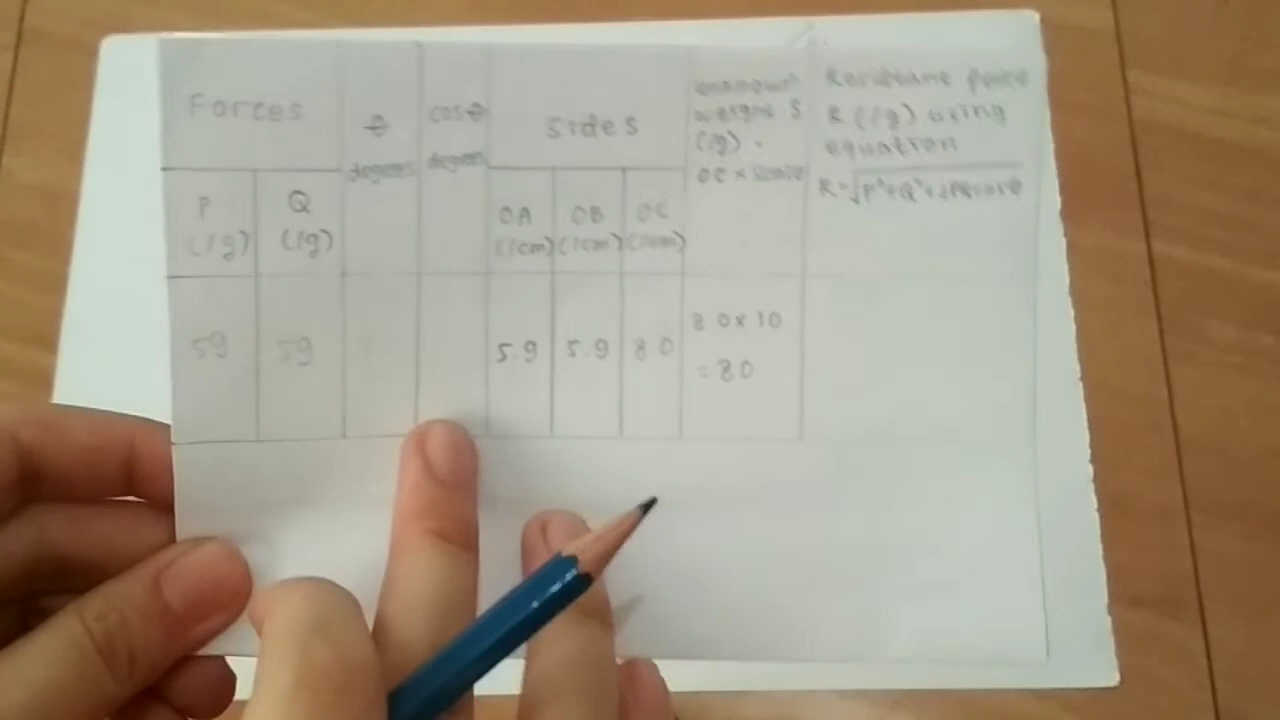 Forces
θ
degrees
cosθ
degrees
Sides
unknown
weight S
(/g) =
OC × scale
Resultant force
R (/g) using
equation
R=√P²+Q²+2PQcosθ
P
(/g)
Q
(/g)
OA
(/cm)
OB
(/cm)
OC
(/cm)
59
59
5.9
5.9
8.0
8.0×10
=80